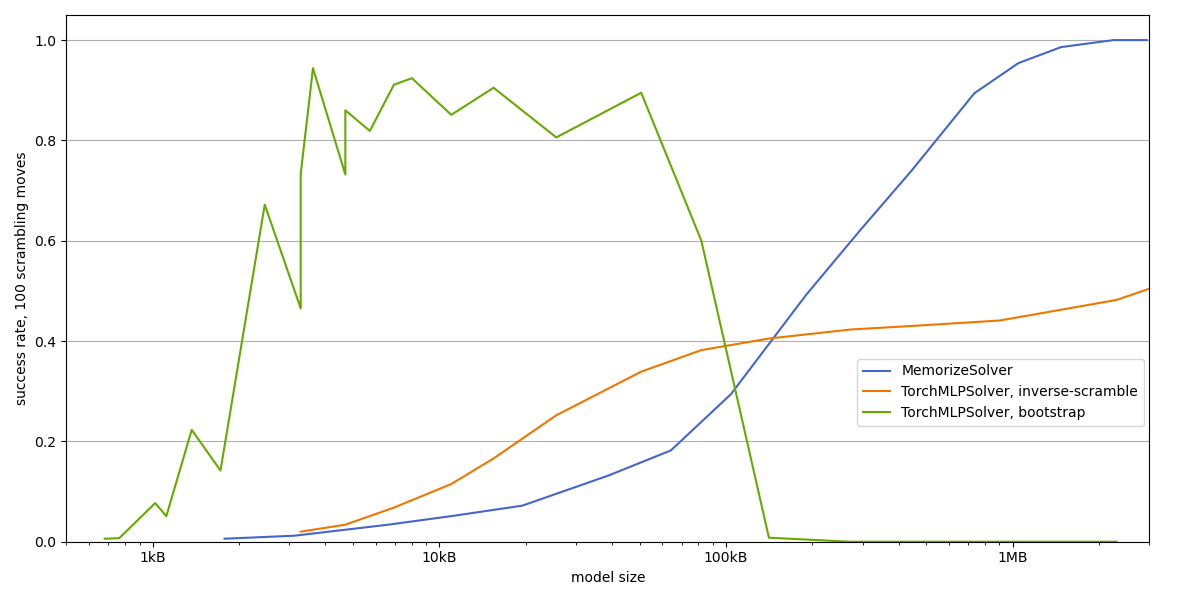 success rate, 100 scrambling moves
1.0
0.8
0.6
0.4
0.2
0.0
MemorizeSolver
TorchMLPSolver, inverse-scramble
TorchMLPSolver, bootstrap
1kB
10kB
100kB
1MB
model size